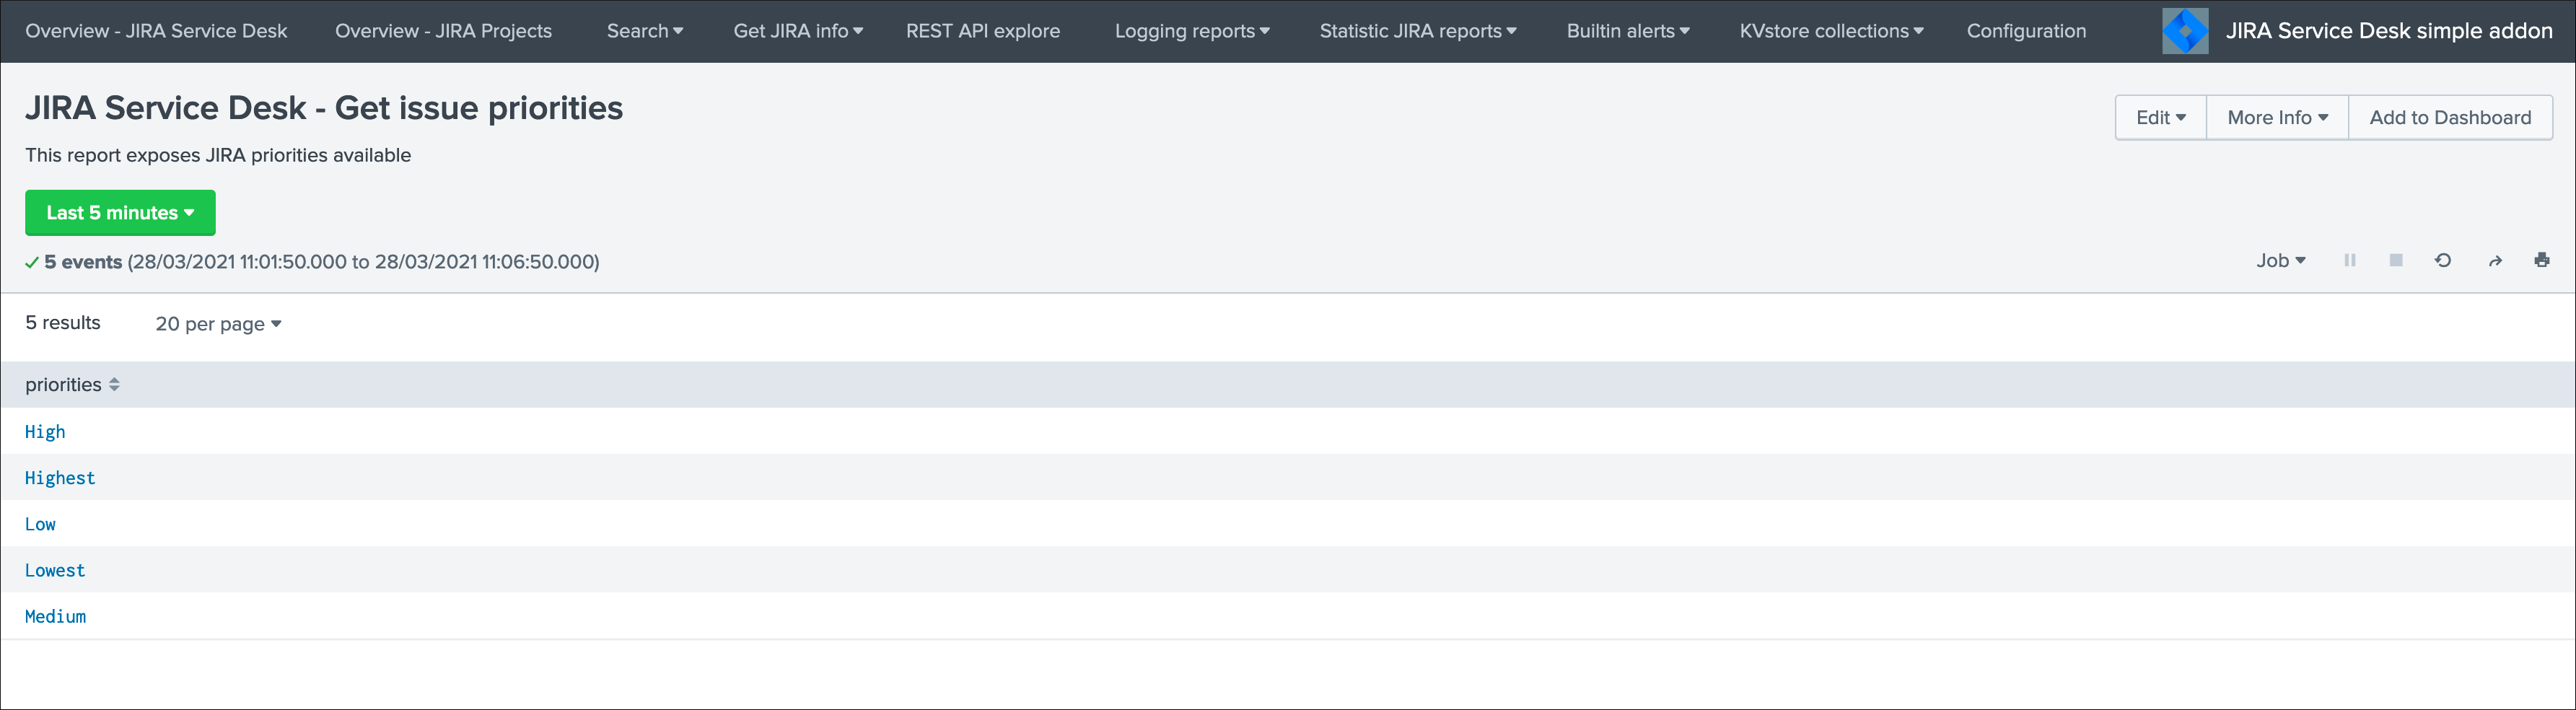 Overview - JIRA Service Desk Overview - JIRA Projects Search Get JIRA info REST API explore Logging reports Statistic JIRA reports Builtin alerts KVstore collections Configuration JIRA Service Desk simple addon
JIRA Service Desk - Get issue priorities
Edit More Info Add to Dashboard
This report exposes JIRA priorities available
Last 5 minutes
5 events (28/03/2021 11:01:50.000 to 28/03/2021 11:06:50.000) Job
5 results 20 per page
priorities
High
Highest
Low
Lowest
Medium